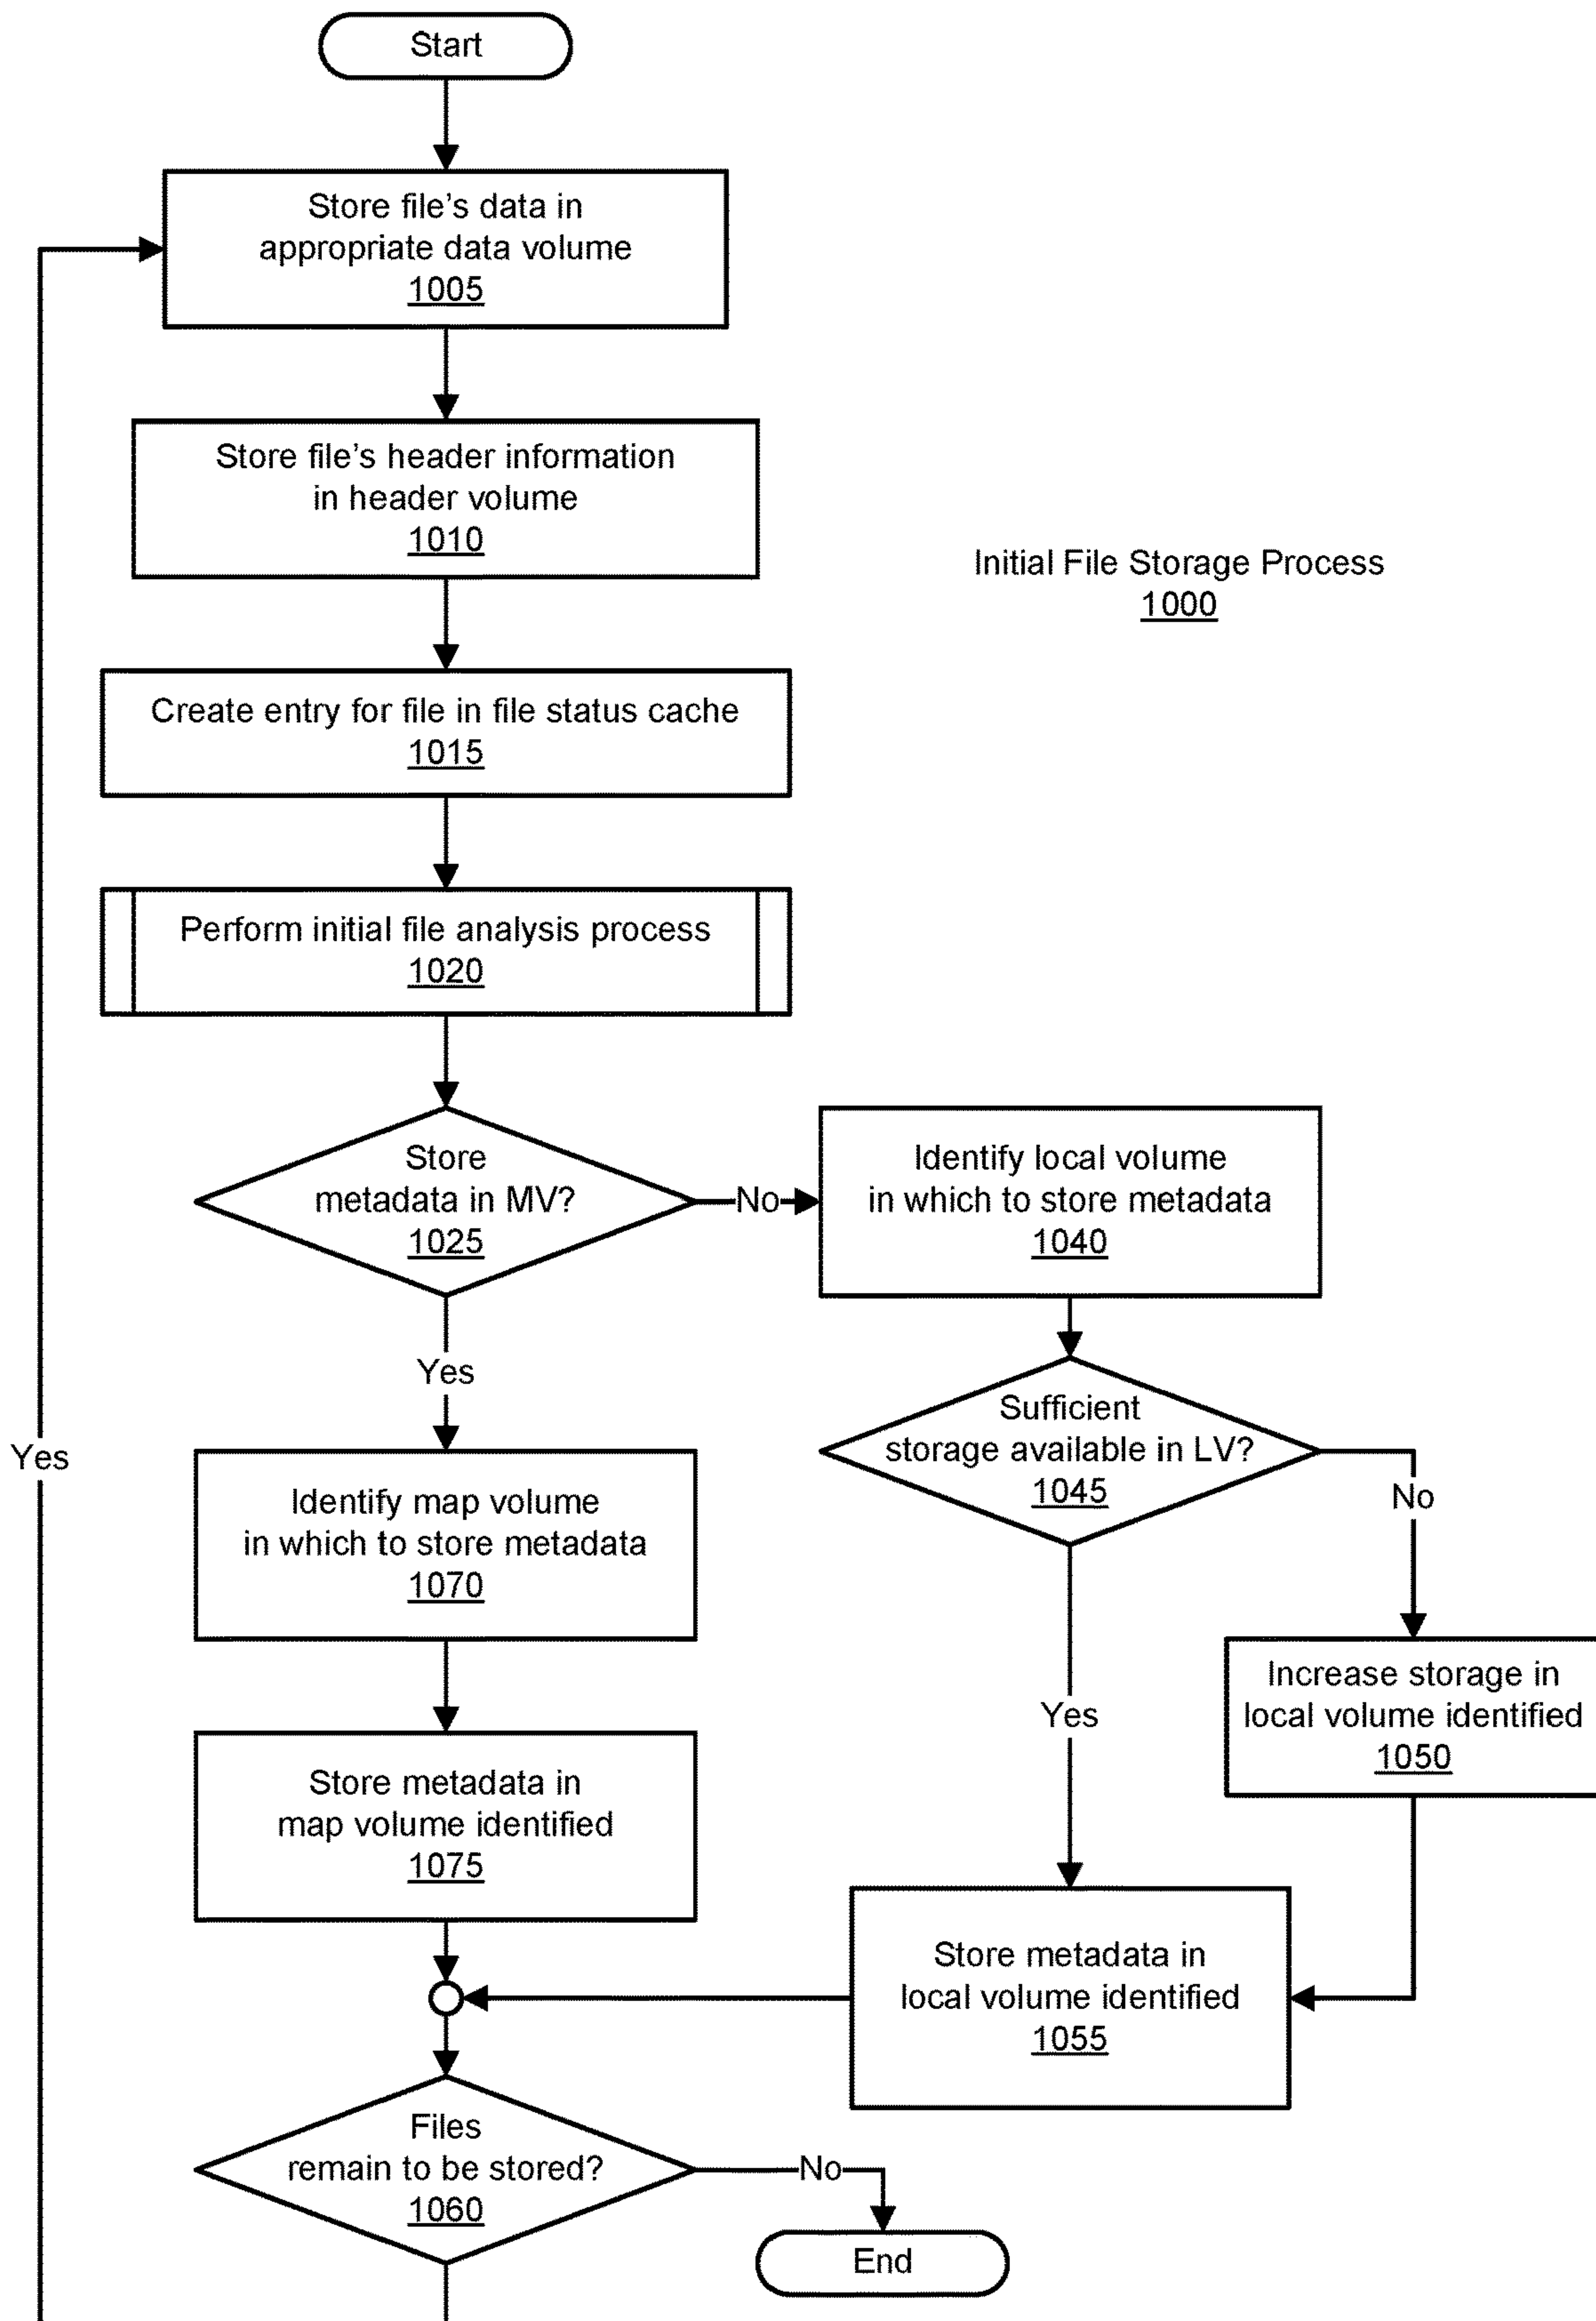 Start
Store file's data in
appropriate data volume
1005
Store file's header information
in header volume
1010
Initial File Storage Process
1000
Create entry for file in file status cache
1015
Perform initial file analysis process
1020
Store
metadata in MV?
1025
No
Identify local volume
in which to store metadata
1040
Yes
Sufficient
storage available in LV?
1045
No
Yes
Identify map volume
in which to store metadata
1070
Increase storage in
local volume identified
1050
Yes
Store metadata in
map volume identified
1075
Store metadata in
local volume identified
1055
Files
remain to be stored?
1060
No
End